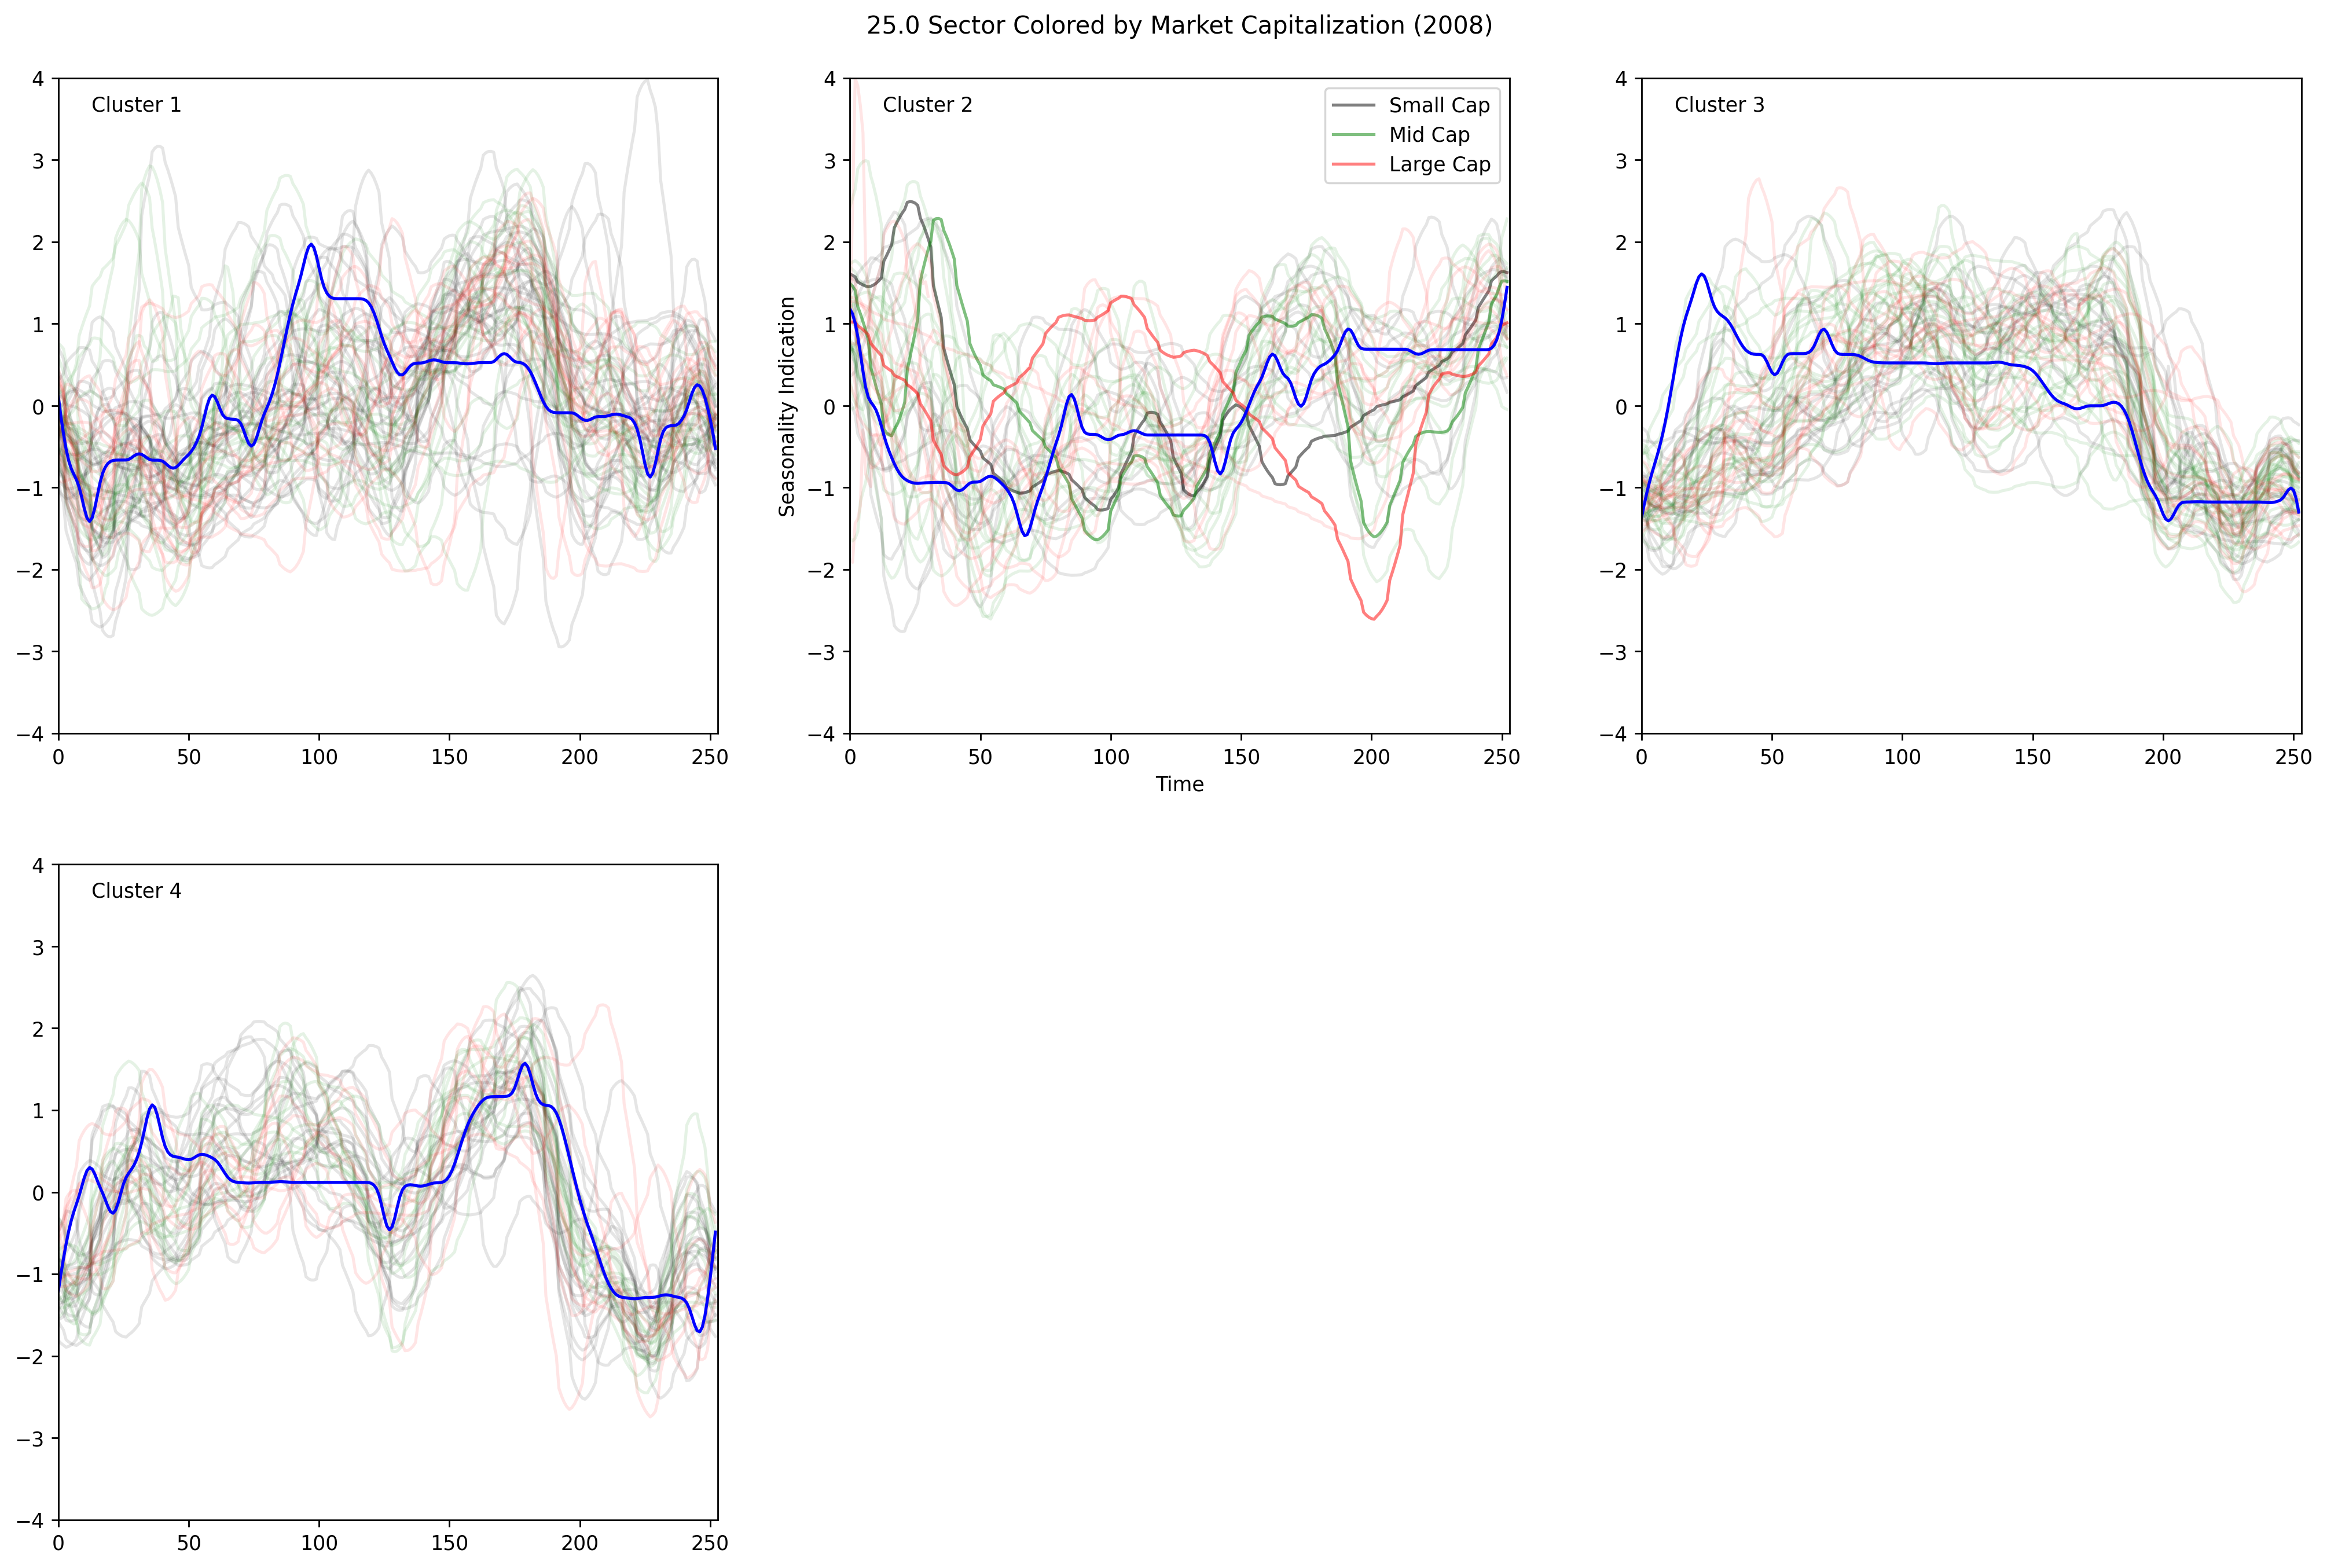 25.0 Sector Colored by Market Capitalization (2008)
Cluster 1
4
3
2
1
0
−1
−2
−3
−4
0 50 100 150 200 250
Cluster 2
Small Cap
Mid Cap
Large Cap
Seasonality Indication
4
3
2
1
0
−1
−2
−3
−4
0 50 100 150 200 250
Time
Cluster 3
4
3
2
1
0
−1
−2
−3
−4
0 50 100 150 200 250
Cluster 4
4
3
2
1
0
−1
−2
−3
−4
0 50 100 150 200 250